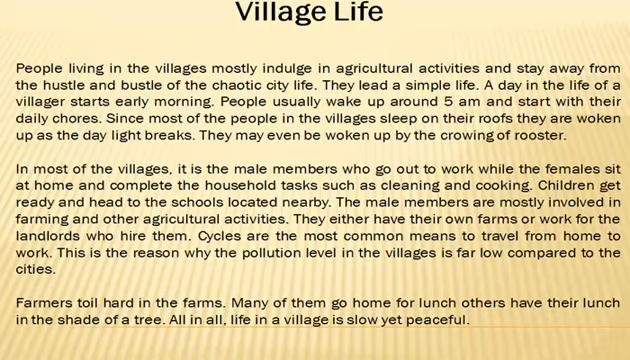 Village Life
People living in the villages mostly indulge in agricultural activities and stay away from
the hustle and bustle of the chaotic city life. They lead a simple life. A day in the life of a
villager starts early morning. People usually wake up around 5 am and start with their
daily chores. Since most of the people in the villages sleep on their roofs they are woken
up as the day light breaks. They may even be woken up by the crowing of rooster.
In most of the villages, it is the male members who go out to work while the females sit
at home and complete the household tasks such as cleaning and cooking. Children get
ready and head to the schools located nearby. The male members are mostly involved in
farming and other agricultural activities. They either have their own farms or work for the
landlords who hire them. Cycles are the most common means to travel from home to
work. This is the reason why the pollution level in the villages is far low compared to the
cities.
Farmers toil hard in the farms. Many of them go home for lunch others have their lunch
in the shade of a tree. All in all, life in a village is slow yet peaceful.